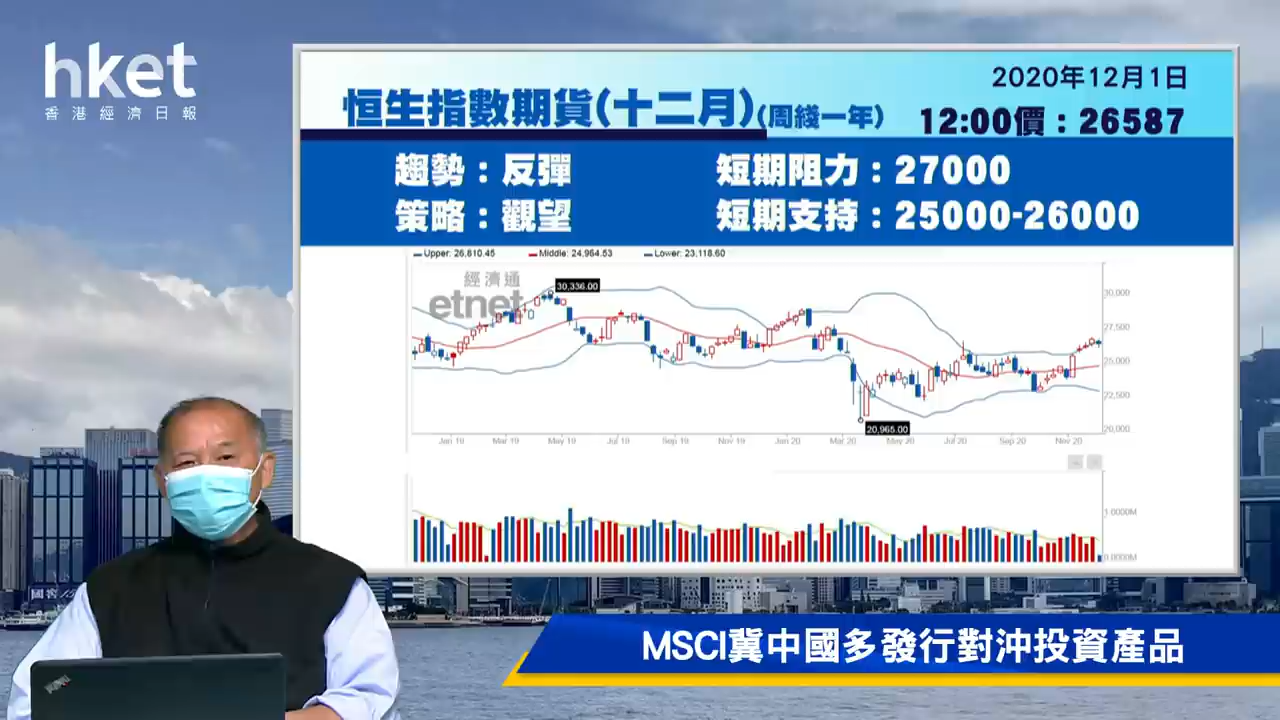 hket
香港經濟日報
2020年12月1日
恒生指數期貨(十二月)(周綫一年)
12:00價：26587
趨勢：反彈
短期阻力：27000
策略：觀望
短期支持：25000-26000
Upper: 26,810.45 Middle: 24,964.53 Lower: 23,118.60
經濟通
etnet
30,336.00
30,000
27,500
25,000
22,500
20,000
20,965.00
Jan 19 Mar 19 May 19 Jul 19 Sep 19 Nov 19 Jan 20 Mar 20 May 20 Jul 20 Sep 20 Nov 20
1.0000M
0.0000M
MSCI冀中國多發行對沖投資產品